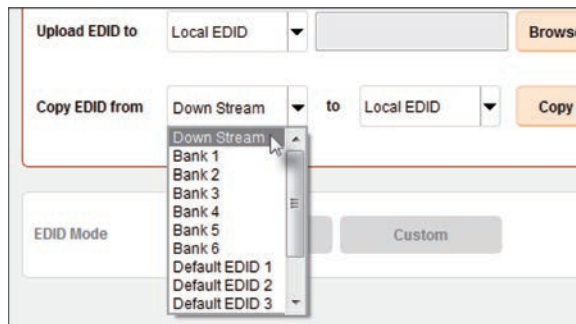 Upload EDID to Local EDID Browse
Copy EDID from Down Stream to Local EDID Copy
Down Stream
Bank 1
Bank 2
Bank 3
Bank 4
Bank 5
Bank 6
Default EDID 1
Default EDID 2
Default EDID 3
EDID Mode Custom